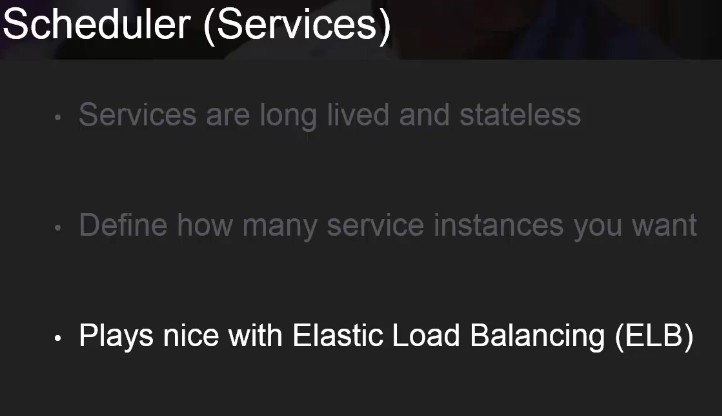 Scheduler (Services)
• Services are long lived and stateless
• Define how many service instances you want
• Plays nice with Elastic Load Balancing (ELB)